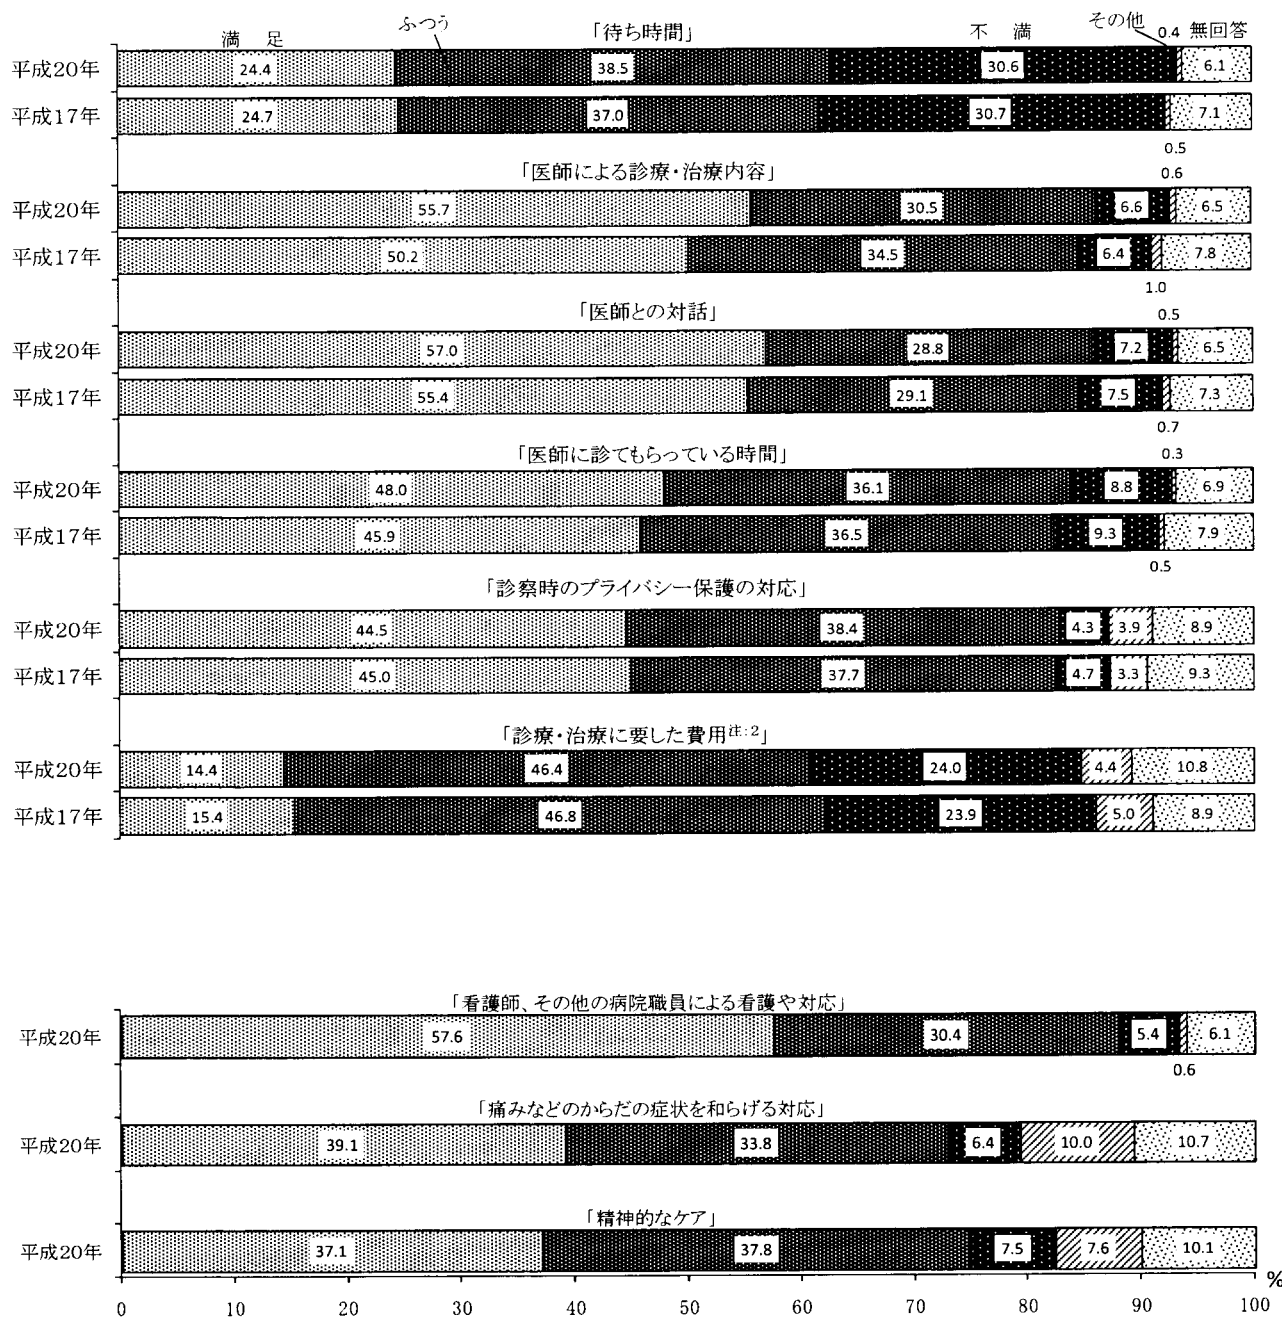 満 足 ふつう 「待ち時間」 不 満 その他 0.4 無回答
平成20年 24.4 38.5 30.6 6.1
平成17年 24.7 37.0 30.7 7.1
0.5
「医師による診療・治療内容」 0.6
平成20年 55.7 30.5 6.6 6.5
平成17年 50.2 34.5 6.4 7.8
1.0
「医師との対話」 0.5
平成20年 57.0 28.8 7.2 6.5
平成17年 55.4 29.1 7.5 7.3
0.7
「医師に診てもらっている時間」 0.3
平成20年 48.0 36.1 8.8 6.9
平成17年 45.9 36.5 9.3 7.9
0.5
「診察時のプライバシー保護の対応」
平成20年 44.5 38.4 4.3 3.9 8.9
平成17年 45.0 37.7 4.7 3.3 9.3
「診療・治療に要した費用注:2」
平成20年 14.4 46.4 24.0 4.4 10.8
平成17年 15.4 46.8 23.9 5.0 8.9
「看護師、その他の病院職員による看護や対応」
平成20年 57.6 30.4 5.4 6.1
0.6
「痛みなどのからだの症状を和らげる対応」
平成20年 39.1 33.8 6.4 10.0 10.7
「精神的なケア」
平成20年 37.1 37.8 7.5 7.6 10.1
%
0 10 20 30 40 50 60 70 80 90 100